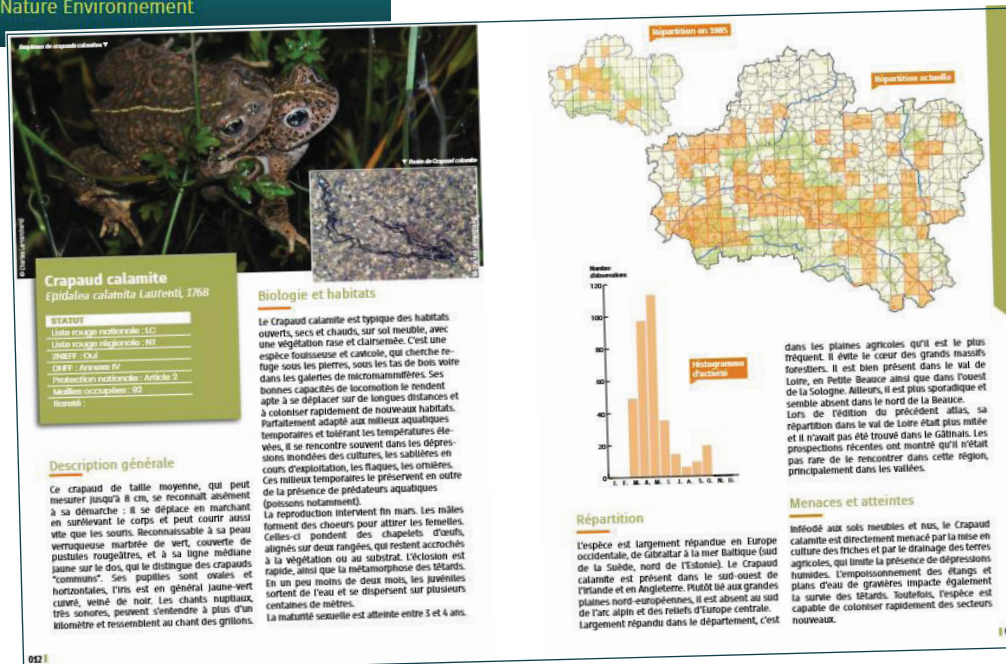 Nature Environnement
Amplexus de crapauds calamites ▼
▼ Ponte de Crapaud calamite
Crapaud calamite
Epidalea calamita Laurenti, 1768
STATUT
Liste rouge nationale : LC
Liste rouge régionale : NT
ZNIEFF : Oui
DHFF : Annexe IV
Protection nationale : Article 2
Mailles occupées : 92
Rareté :
Description générale
Ce crapaud de taille moyenne, qui peut
mesurer jusqu'à 8 cm, se reconnaît aisément
à sa démarche : il se déplace en marchant
en surélevant le corps et peut courir aussi
vite que les souris. Reconnaissable à sa peau
verruqueuse marbrée de vert, couverte de
pustules rougeâtres, et à sa ligne médiane
jaune sur le dos, qui le distingue des crapauds
"communs". Ses pupilles sont ovales et
horizontales, l'iris est en général jaune-vert
cuivré, veiné de noir. Les chants nuptiaux,
très sonores, peuvent s'entendre à plus d'un
kilomètre et ressemblent au chant des grillons.
012
Biologie et habitats
Le Crapaud calamite est typique des habitats
ouverts, secs et chauds, sur sol meuble, avec
une végétation rase et clairsemée. C'est une
espèce fouisseuse et cavicole, qui cherche re-
fuge sous les pierres, sous les tas de bois voire
dans les galeries de micromammifères. Ses
bonnes capacités de locomotion le rendent
apte à se déplacer sur de longues distances et
à coloniser rapidement de nouveaux habitats.
Parfaitement adapté aux milieux aquatiques
temporaires et tolérant les températures éle-
vées, il se rencontre souvent dans les dépres-
sions inondées des cultures, les sablières en
cours d'exploitation, les flaques, les ornières.
Ces milieux temporaires le préservent en outre
de la présence de prédateurs aquatiques
(poissons notamment).
La reproduction intervient fin mars. Les mâles
forment des choeurs pour attirer les femelles.
Celles-ci pondent des chapelets d'œufs,
alignés sur deux rangées, qui restent accrochés
à la végétation ou au substrat. L'éclosion est
rapide, ainsi que la métamorphose des têtards.
En un peu moins de deux mois, les juvéniles
sortent de l'eau et se dispersent sur plusieurs
centaines de mètres.
La maturité sexuelle est atteinte entre 3 et 4 ans.
Répartition en 1985
Répartition actuelle
Nombre
d'observations
120
100
80
60
40
20
0
J. F. M. A. M. J. J. A. S. O. N. D.
Histogramme
d'activité
Répartition
L'espèce est largement répandue en Europe
occidentale, de Gibraltar à la mer Baltique (sud
de la Suède, nord de l'Estonie). Le Crapaud
calamite est présent dans le sud-ouest de
l'Irlande et en Angleterre. Plutôt lié aux grandes
plaines nord-européennes, il est absent au sud
de l'arc alpin et des reliefs d'Europe centrale.
Largement répandu dans le département, c'est
dans les plaines agricoles qu'il est le plus
fréquent. Il évite le cœur des grands massifs
forestiers. Il est bien présent dans le val de
Loire, en Petite Beauce ainsi que dans l'ouest
de la Sologne. Ailleurs, il est plus sporadique et
semble absent dans le nord de la Beauce.
Lors de l'édition du précédent atlas, sa
répartition dans le val de Loire était plus mitée
et il n'avait pas été trouvé dans le Gâtinais. Les
prospections récentes ont montré qu'il n'était
pas rare de le rencontrer dans cette région,
principalement dans les vallées.
Menaces et atteintes
Inféodé aux sols meubles et nus, le Crapaud
calamite est directement menacé par la mise en
culture des friches et par le drainage des terres
agricoles, qui limite la présence de dépressions
humides. L'empoissonnement des étangs et
plans d'eau de gravières impacte également
la survie des têtards. Toutefois, l'espèce est
capable de coloniser rapidement des secteurs
nouveaux.